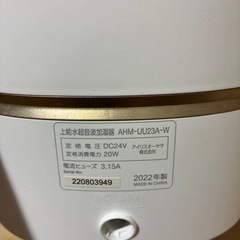 上給水超音波加湿器 AHM-UU23A-W
定格電圧 DC24V
定格消費電力 20W
電流ヒューズ 3.15A
Serial No.:
220803949
アイリスオーヤマ
株式会社
2022年製
MADE IN CHINA